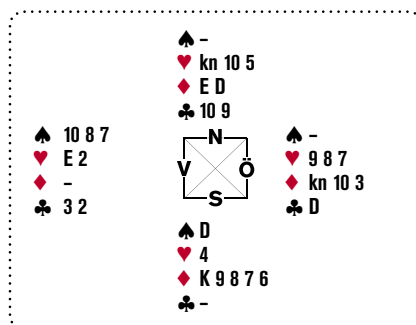 ♠ –
♥ kn 10 5
♦ E D
♣ 10 9
♠ 10 8 7
♥ E 2
♦ –
♣ 3 2
N
V Ö
S
♠ –
♥ 9 8 7
♦ kn 10 3
♣ D
♠ D
♥ 4
♦ K 9 8 7 6
♣ –